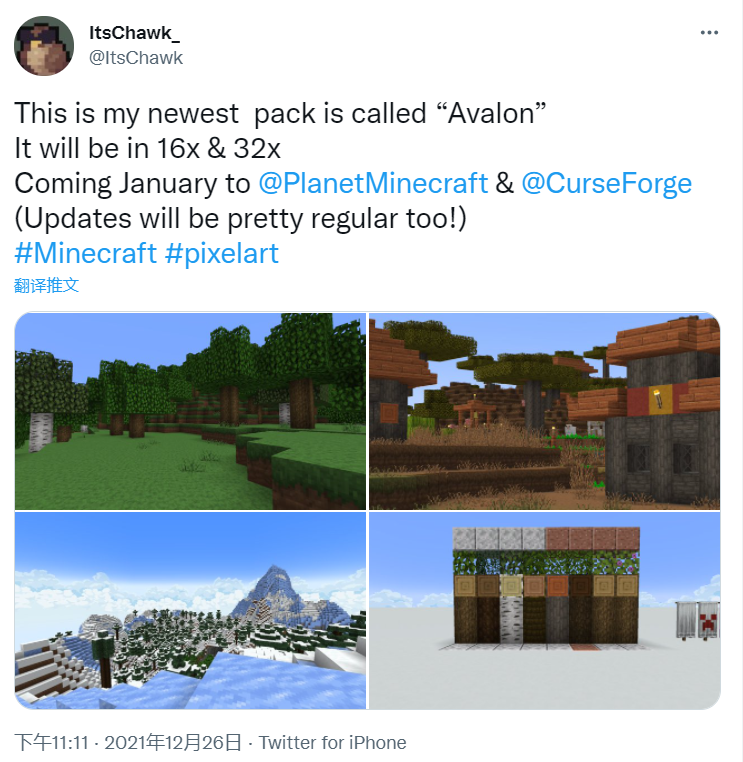 ItsChawk_
@ItsChawk
This is my newest  pack is called “Avalon”
It will be in 16x & 32x
Coming January to @PlanetMinecraft & @CurseForge
(Updates will be pretty regular too!)
#Minecraft #pixelart
翻译推文
下午11:11 · 2021年12月26日 · Twitter for iPhone